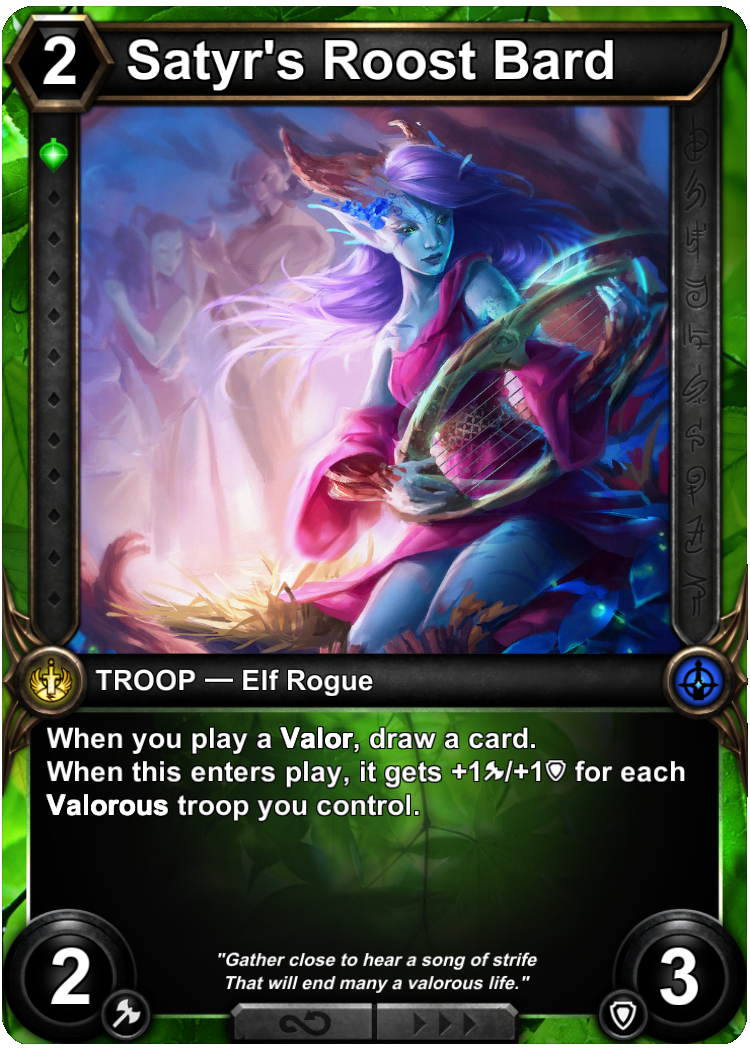 2
Satyr's Roost Bard
TROOP — Elf Rogue
When you play a Valor, draw a card.
When this enters play, it gets +1/+1 for each
Valorous troop you control.
"Gather close to hear a song of strife
That will end many a valorous life."
2
3